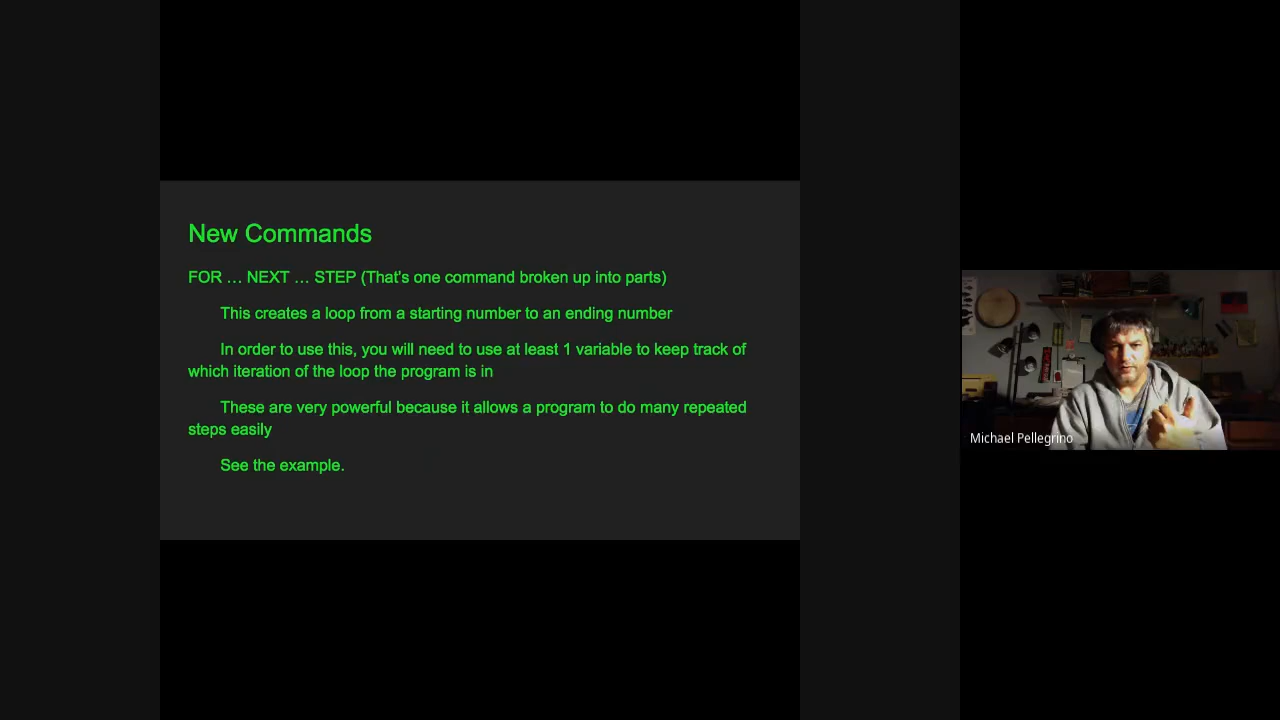 New Commands
FOR … NEXT … STEP (That's one command broken up into parts)
This creates a loop from a starting number to an ending number
In order to use this, you will need to use at least 1 variable to keep track of
which iteration of the loop the program is in
These are very powerful because it allows a program to do many repeated
steps easily
See the example.
Michael Pellegrino